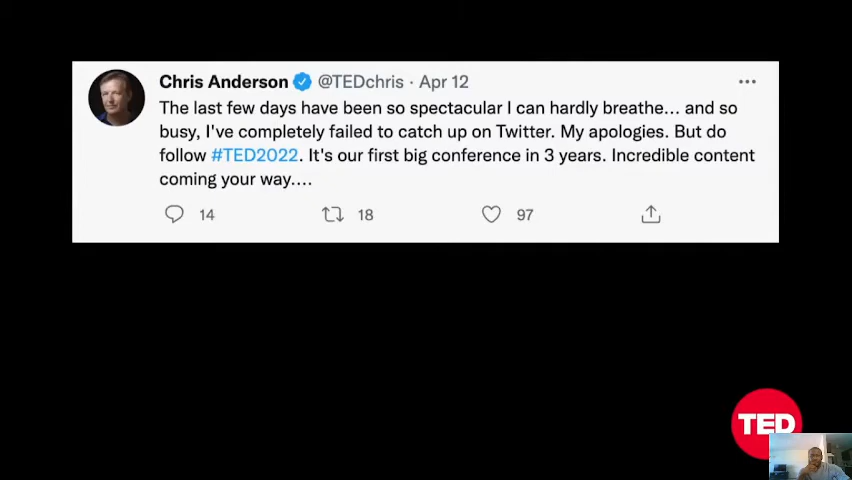 Chris Anderson @TEDchris · Apr 12
The last few days have been so spectacular I can hardly breathe... and so
busy, I've completely failed to catch up on Twitter. My apologies. But do
follow #TED2022. It's our first big conference in 3 years. Incredible content
coming your way....
14 18 97
TED